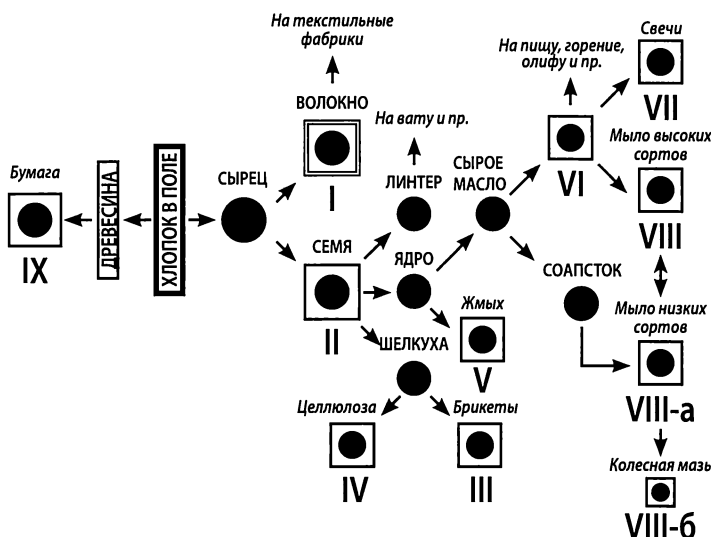 На текстильные
фабрики
Свечи
На пищу, горение,
олифу и пр.
VII
ВОЛОКНО
На вату и пр.
Мыло высоких
сортов
Бумага
СЫРЕЦ
I
ЛИНТЕР
СЫРОЕ
МАСЛО
VI
ДРЕВЕСИНА
ХЛОПОК В ПОЛЕ
VIII
IX
СЕМЯ
ЯДРО
СОАПСТОК
II
Жмых
Мыло низких
сортов
ШЕЛКУХА
V
VIII-а
Целлюлоза
Брикеты
IV
III
Колесная мазь
VIII-б